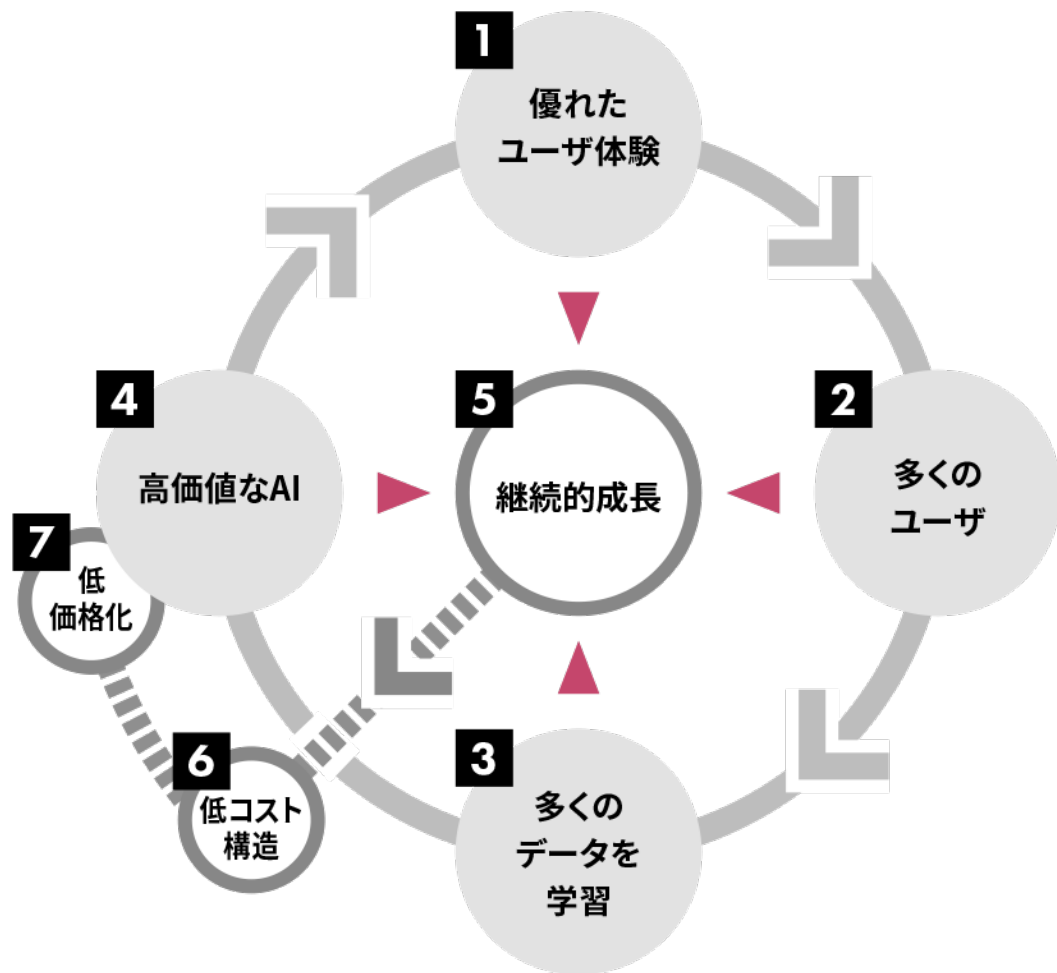 1
優れた
ユーザ体験
2
多くの
ユーザ
3
多くの
データを
学習
4
高価値なAI
5
継続的成長
6
低コスト
構造
7
低
価格化